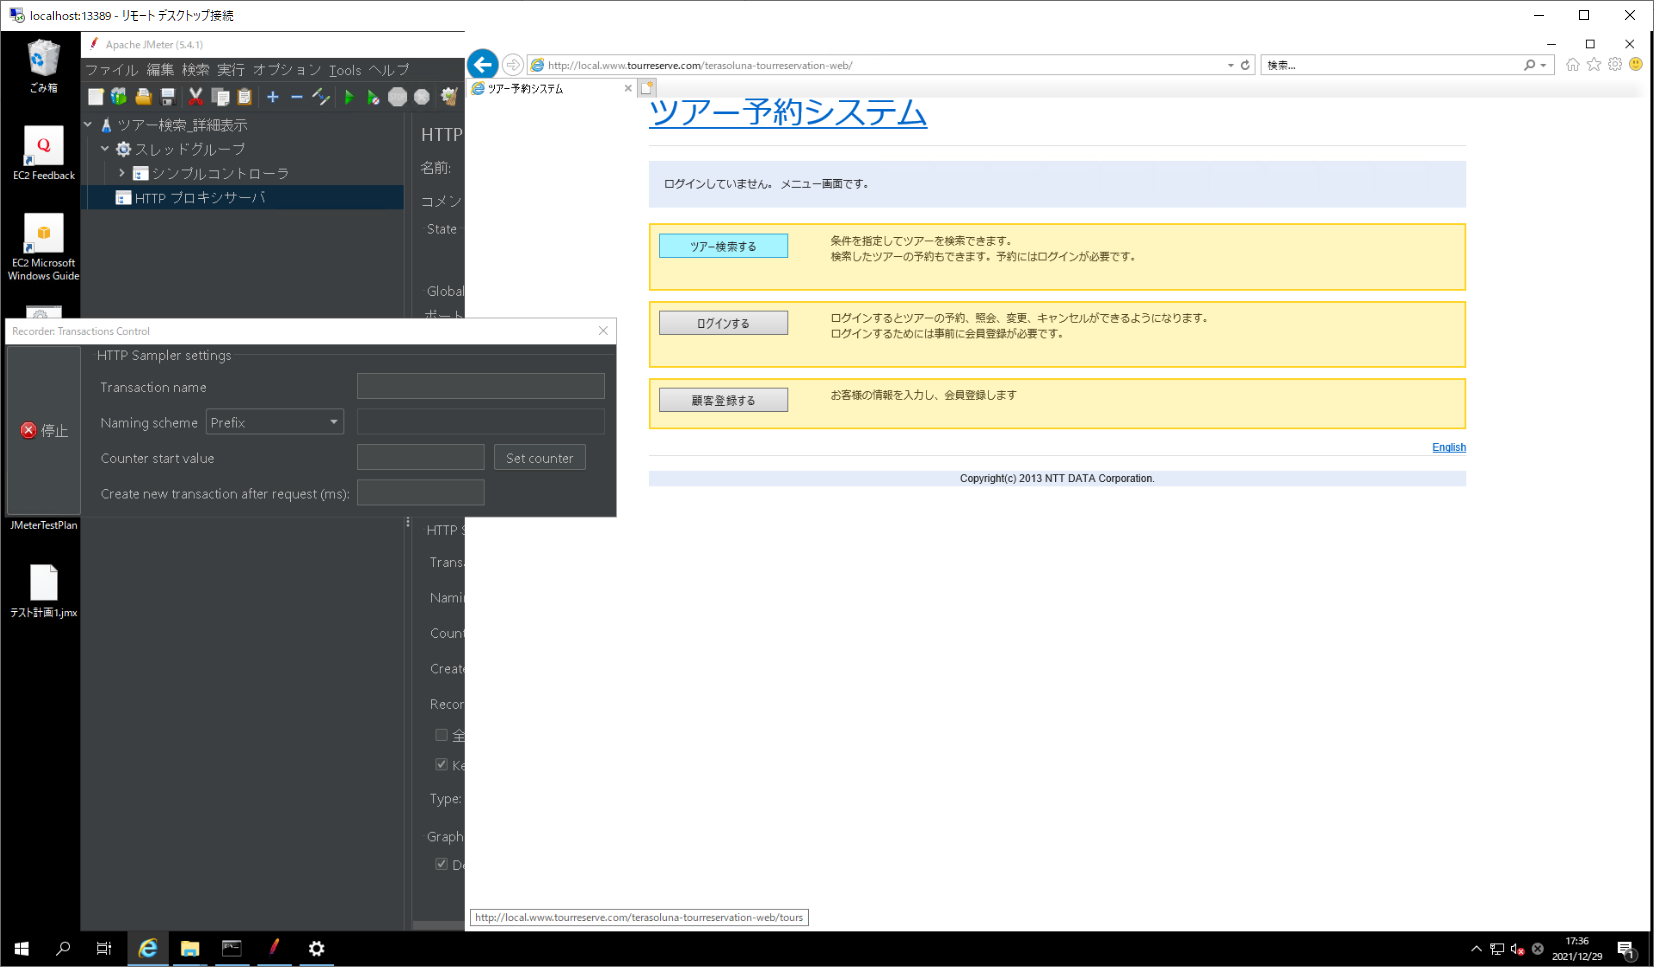 localhost:13389 - リモート デスクトップ接続
ごみ箱
EC2 Feedback
EC2 Microsoft
Windows Guide
JMeterTestPlan
テスト計画1.jmx
Apache JMeter (5.4.1)
ファイル 編集 検索 実行 オプション Tools ヘルプ
ツアー検索_詳細表示
スレッドグループ
シンプルコントローラ
HTTP プロキシサーバ
HTTP
名前:
コメン
State
Global
ポート
Recorder: Transactions Control
停止
HTTP Sampler settings
Transaction name
Naming scheme Prefix
Counter start value Set counter
Create new transaction after request (ms):
HTTP S
Trans
Namin
Count
Create
Recor
全
Ke
Type:
Graph
De
http://local.www.tourreserve.com/terasoluna-tourreservation-web/
検索...
ツアー予約システム
ツアー予約システム
ログインしていません。 メニュー画面です。
ツアー検索する
条件を指定してツアーを検索できます。
検索したツアーの予約もできます。予約にはログインが必要です。
ログインする
ログインするとツアーの予約、照会、変更、キャンセルができるようになります。
ログインするためには事前に会員登録が必要です。
顧客登録する
お客様の情報を入力し、会員登録します
English
Copyright(c) 2013 NTT DATA Corporation.
http://local.www.tourreserve.com/terasoluna-tourreservation-web/tours
17:36
2021/12/29
1